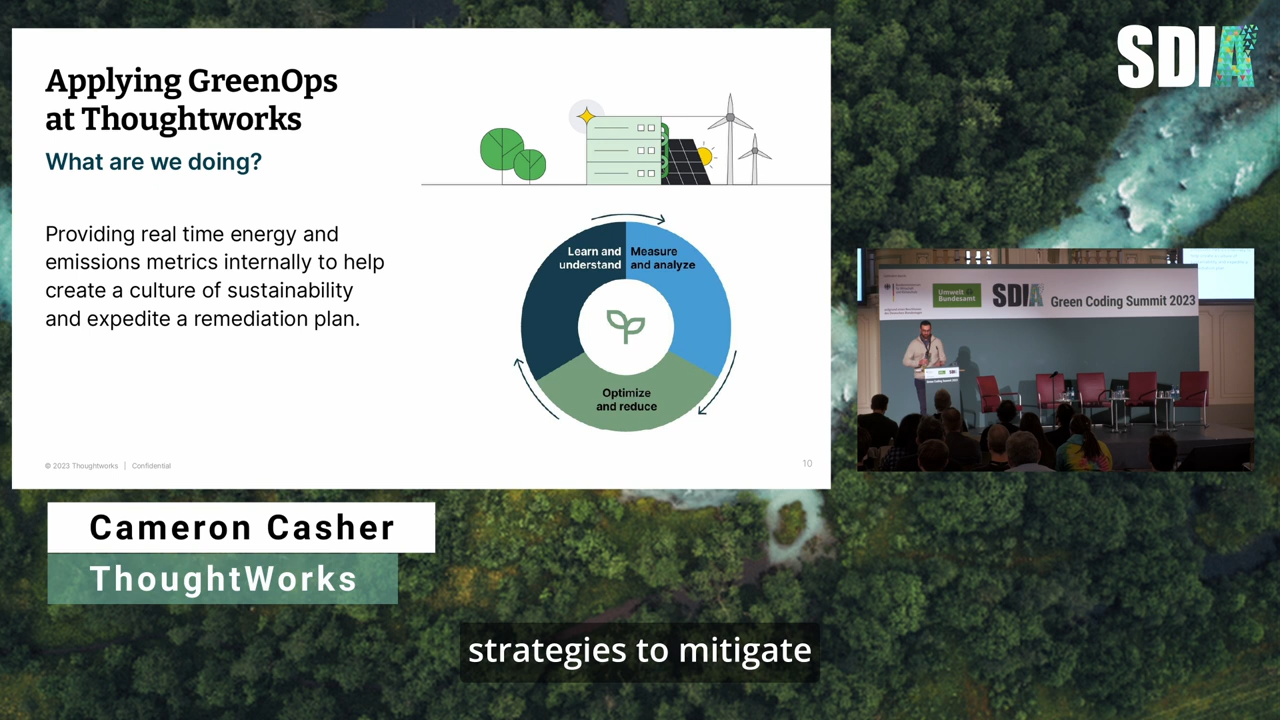 Applying GreenOps
at Thoughtworks
What are we doing?
Providing real time energy and
emissions metrics internally to help
create a culture of sustainability
and expedite a remediation plan.
Learn and
understand
Measure
and analyze
Optimize
and reduce
© 2023 Thoughtworks | Confidential
10
SDIA
Umwelt
Bundesamt
SDIA Green Coding Summit 2023
Cameron Casher
ThoughtWorks
strategies to mitigate